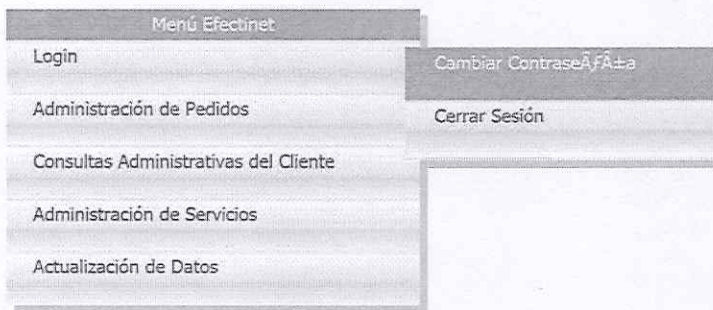 Menú Efectinet
Login
Cambiar ContraseÃƒÂ±a
Administración de Pedidos
Cerrar Sesión
Consultas Administrativas del Cliente
Administración de Servicios
Actualización de Datos